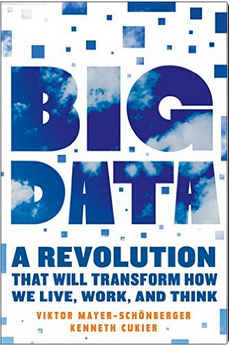 BIG
DATA
A REVOLUTION
THAT WILL TRANSFORM HOW
WE LIVE, WORK, AND THINK
VIKTOR MAYER-SCHÖNBERGER
KENNETH CUKIER